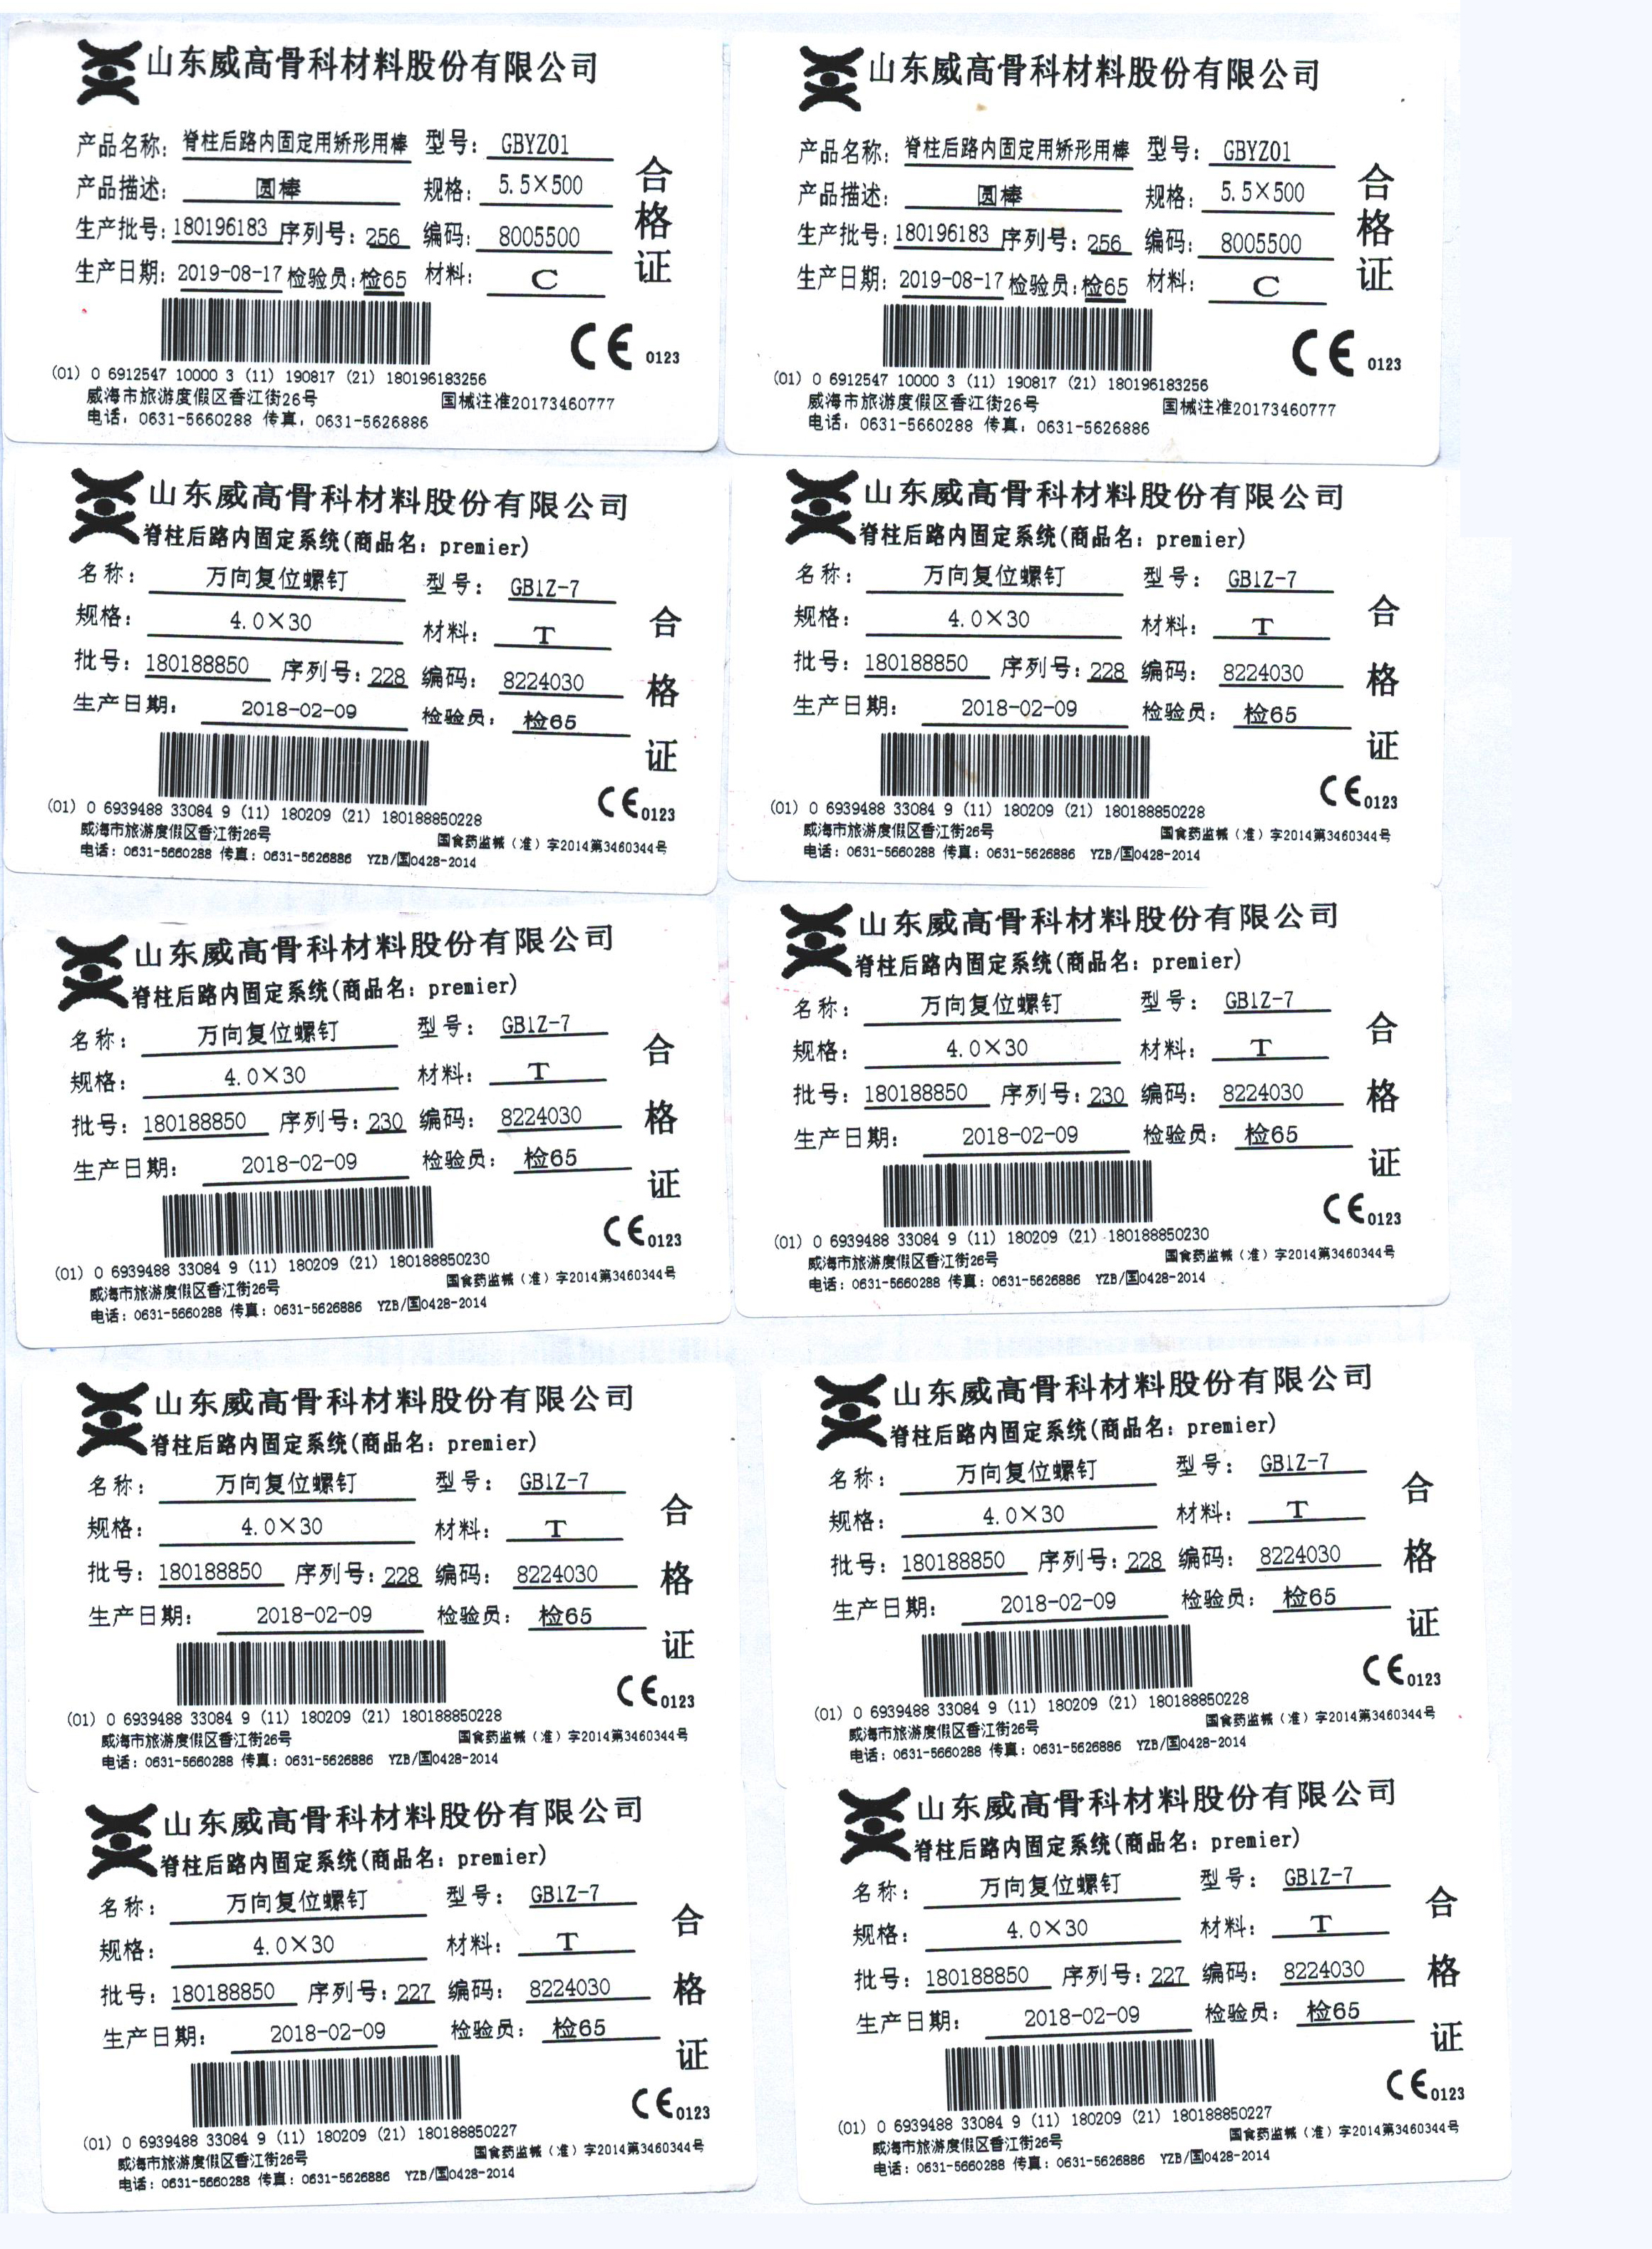 山东威高骨科材料股份有限公司
产品名称: 脊柱后路内固定用矫形用棒 型号: GBYZ01
产品描述: 圆棒 规格: 5.5×500
生产批号: 180196183 序列号: 256 编码: 8005500
生产日期: 2019-08-17 检验员: 检65 材料: C
合格证
CE 0123
(01) 0 6912547 10000 3 (11) 190817 (21) 180196183256
威海市旅游度假区香江街26号 国械注准20173460777
电话: 0631-5660288 传真: 0631-5626886
山东威高骨科材料股份有限公司
产品名称: 脊柱后路内固定用矫形用棒 型号: GBYZ01
产品描述: 圆棒 规格: 5.5×500
生产批号: 180196183 序列号: 256 编码: 8005500
生产日期: 2019-08-17 检验员: 检65 材料: C
合格证
CE 0123
(01) 0 6912547 10000 3 (11) 190817 (21) 180196183256
威海市旅游度假区香江街26号 国械注准20173460777
电话: 0631-5660288 传真: 0631-5626886
山东威高骨科材料股份有限公司
脊柱后路内固定系统(商品名: premier)
名称: 万向复位螺钉 型号: GB1Z-7
规格: 4.0×30 材料: T
批号: 180188850 序列号: 228 编码: 8224030
生产日期: 2018-02-09 检验员: 检65
合格证
CE 0123
(01) 0 6939488 33084 9 (11) 180209 (21) 180188850228
威海市旅游度假区香江街26号 国食药监械(准)字2014第3460344号
电话: 0631-5660288 传真: 0631-5626886 YZB/国0428-2014
山东威高骨科材料股份有限公司
脊柱后路内固定系统(商品名: premier)
名称: 万向复位螺钉 型号: GB1Z-7
规格: 4.0×30 材料: T
批号: 180188850 序列号: 228 编码: 8224030
生产日期: 2018-02-09 检验员: 检65
合格证
CE 0123
(01) 0 6939488 33084 9 (11) 180209 (21) 180188850228
威海市旅游度假区香江街26号 国食药监械(准)字2014第3460344号
电话: 0631-5660288 传真: 0631-5626886 YZB/国0428-2014
山东威高骨科材料股份有限公司
脊柱后路内固定系统(商品名: premier)
名称: 万向复位螺钉 型号: GB1Z-7
规格: 4.0×30 材料: T
批号: 180188850 序列号: 230 编码: 8224030
生产日期: 2018-02-09 检验员: 检65
合格证
CE 0123
(01) 0 6939488 33084 9 (11) 180209 (21) 180188850230
威海市旅游度假区香江街26号 国食药监械(准)字2014第3460344号
电话: 0631-5660288 传真: 0631-5626886 YZB/国0428-2014
山东威高骨科材料股份有限公司
脊柱后路内固定系统(商品名: premier)
名称: 万向复位螺钉 型号: GB1Z-7
规格: 4.0×30 材料: T
批号: 180188850 序列号: 230 编码: 8224030
生产日期: 2018-02-09 检验员: 检65
合格证
CE 0123
(01) 0 6939488 33084 9 (11) 180209 (21) 180188850230
威海市旅游度假区香江街26号 国食药监械(准)字2014第3460344号
电话: 0631-5660288 传真: 0631-5626886 YZB/国0428-2014
山东威高骨科材料股份有限公司
脊柱后路内固定系统(商品名: premier)
名称: 万向复位螺钉 型号: GB1Z-7
规格: 4.0×30 材料: T
批号: 180188850 序列号: 228 编码: 8224030
生产日期: 2018-02-09 检验员: 检65
合格证
CE 0123
(01) 0 6939488 33084 9 (11) 180209 (21) 180188850228
威海市旅游度假区香江街26号 国食药监械(准)字2014第3460344号
电话: 0631-5660288 传真: 0631-5626886 YZB/国0428-2014
山东威高骨科材料股份有限公司
脊柱后路内固定系统(商品名: premier)
名称: 万向复位螺钉 型号: GB1Z-7
规格: 4.0×30 材料: T
批号: 180188850 序列号: 228 编码: 8224030
生产日期: 2018-02-09 检验员: 检65
合格证
CE 0123
(01) 0 6939488 33084 9 (11) 180209 (21) 180188850228
威海市旅游度假区香江街26号 国食药监械(准)字2014第3460344号
电话: 0631-5660288 传真: 0631-5626886 YZB/国0428-2014
山东威高骨科材料股份有限公司
脊柱后路内固定系统(商品名: premier)
名称: 万向复位螺钉 型号: GB1Z-7
规格: 4.0×30 材料: T
批号: 180188850 序列号: 227 编码: 8224030
生产日期: 2018-02-09 检验员: 检65
合格证
CE 0123
(01) 0 6939488 33084 9 (11) 180209 (21) 180188850227
威海市旅游度假区香江街26号 国食药监械(准)字2014第3460344号
电话: 0631-5660288 传真: 0631-5626886 YZB/国0428-2014
山东威高骨科材料股份有限公司
脊柱后路内固定系统(商品名: premier)
名称: 万向复位螺钉 型号: GB1Z-7
规格: 4.0×30 材料: T
批号: 180188850 序列号: 227 编码: 8224030
生产日期: 2018-02-09 检验员: 检65
合格证
CE 0123
(01) 0 6939488 33084 9 (11) 180209 (21) 180188850227
威海市旅游度假区香江街26号 国食药监械(准)字2014第3460344号
电话: 0631-5660288 传真: 0631-5626886 YZB/国0428-2014